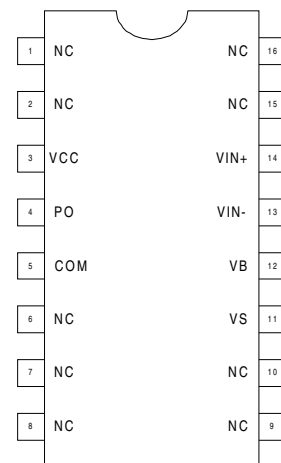 1 NC NC 16
2 NC NC 15
3 VCC VIN+ 14
4 PO VIN- 13
5 COM VB 12
6 NC VS 11
7 NC NC 10
8 NC NC 9